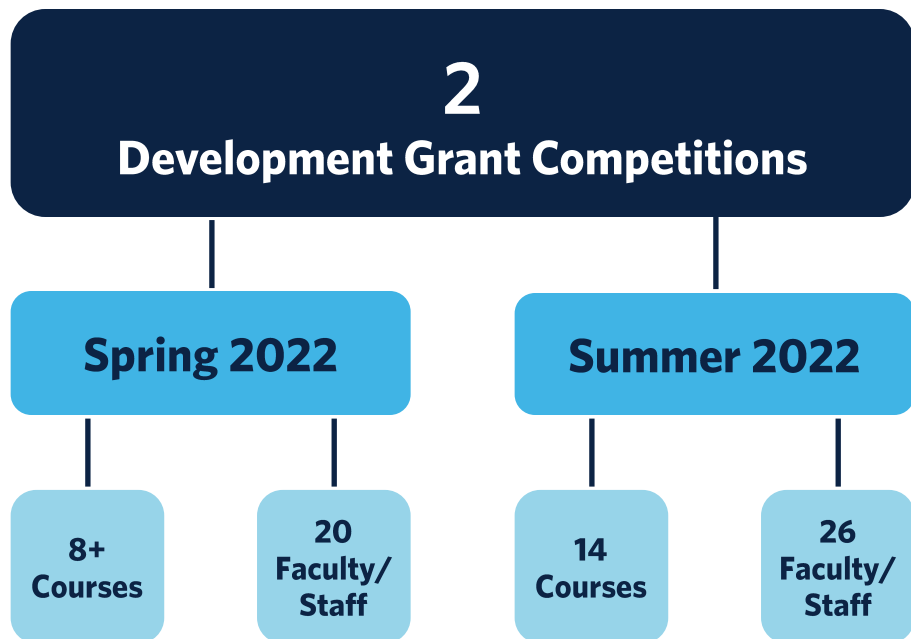 2
Development Grant Competitions
Spring 2022
Summer 2022
8+
Courses
20
Faculty/
Staff
14
Courses
26
Faculty/
Staff